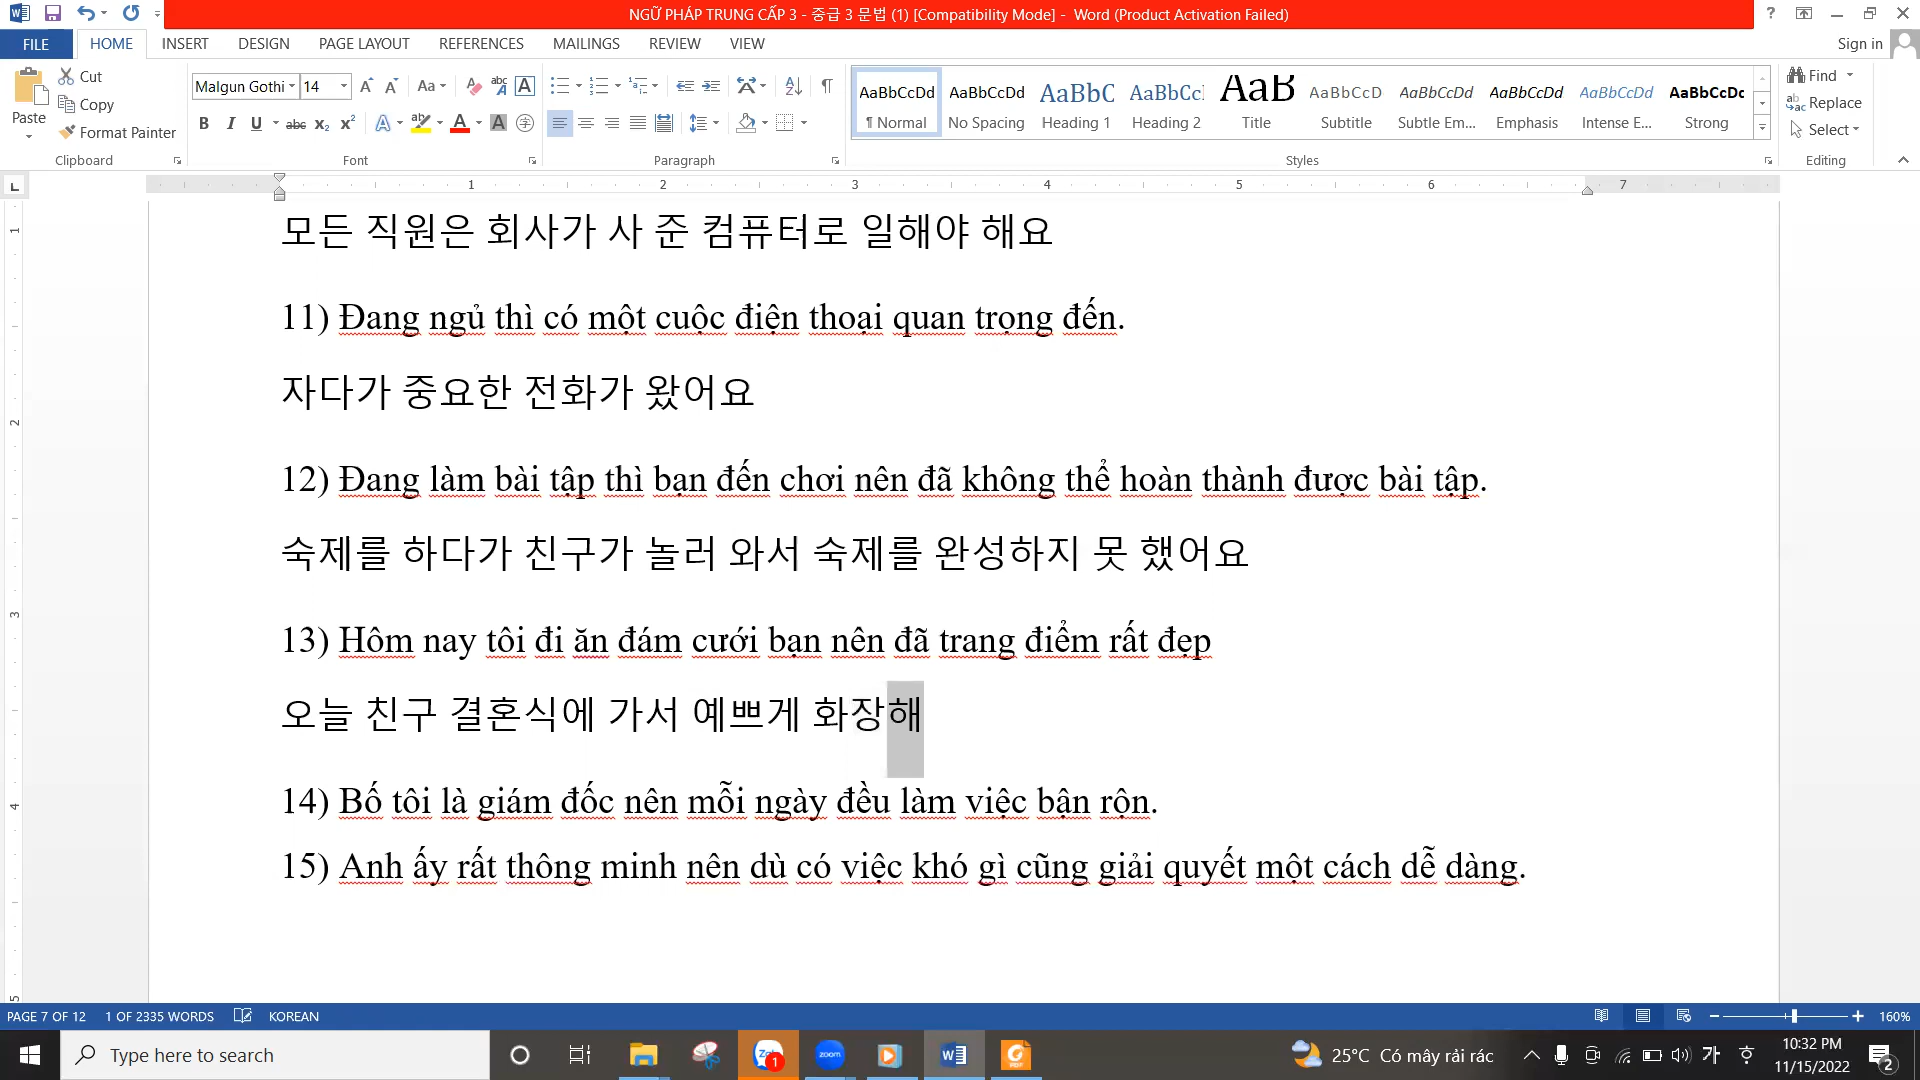 NGỮ PHÁP TRUNG CẤP 3 - 중급 3 문법 (1) [Compatibility Mode] - Word (Product Activation Failed)
FILE HOME INSERT DESIGN PAGE LAYOUT REFERENCES MAILINGS REVIEW VIEW Sign in
Cut
Copy
Format Painter
Paste
Clipboard
Malgun Gothi 14
Font
Paragraph
AaBbCcDd AaBbCcDd AaBbC AaBbCc AaB AaBbCcD AaBbCcDd AaBbCcDd AaBbCcDd AaBbCcDc
¶ Normal No Spacing Heading 1 Heading 2 Title Subtitle Subtle Em... Emphasis Intense E... Strong
Styles
Find
Replace
Select
Editing
1 2 3 4 5 6 7
모든 직원은 회사가 사 준 컴퓨터로 일해야 해요
11) Đang ngủ thì có một cuộc điện thoại quan trọng đến.
자다가 중요한 전화가 왔어요
12) Đang làm bài tập thì bạn đến chơi nên đã không thể hoàn thành được bài tập.
숙제를 하다가 친구가 놀러 와서 숙제를 완성하지 못 했어요
13) Hôm nay tôi đi ăn đám cưới bạn nên đã trang điểm rất đẹp
오늘 친구 결혼식에 가서 예쁘게 화장해
14) Bố tôi là giám đốc nên mỗi ngày đều làm việc bận rộn.
15) Anh ấy rất thông minh nên dù có việc khó gì cũng giải quyết một cách dễ dàng.
PAGE 7 OF 12 1 OF 2335 WORDS KOREAN 160%
Type here to search
zoom
25°C Có mây rải rác
가
10:32 PM
11/15/2022
2